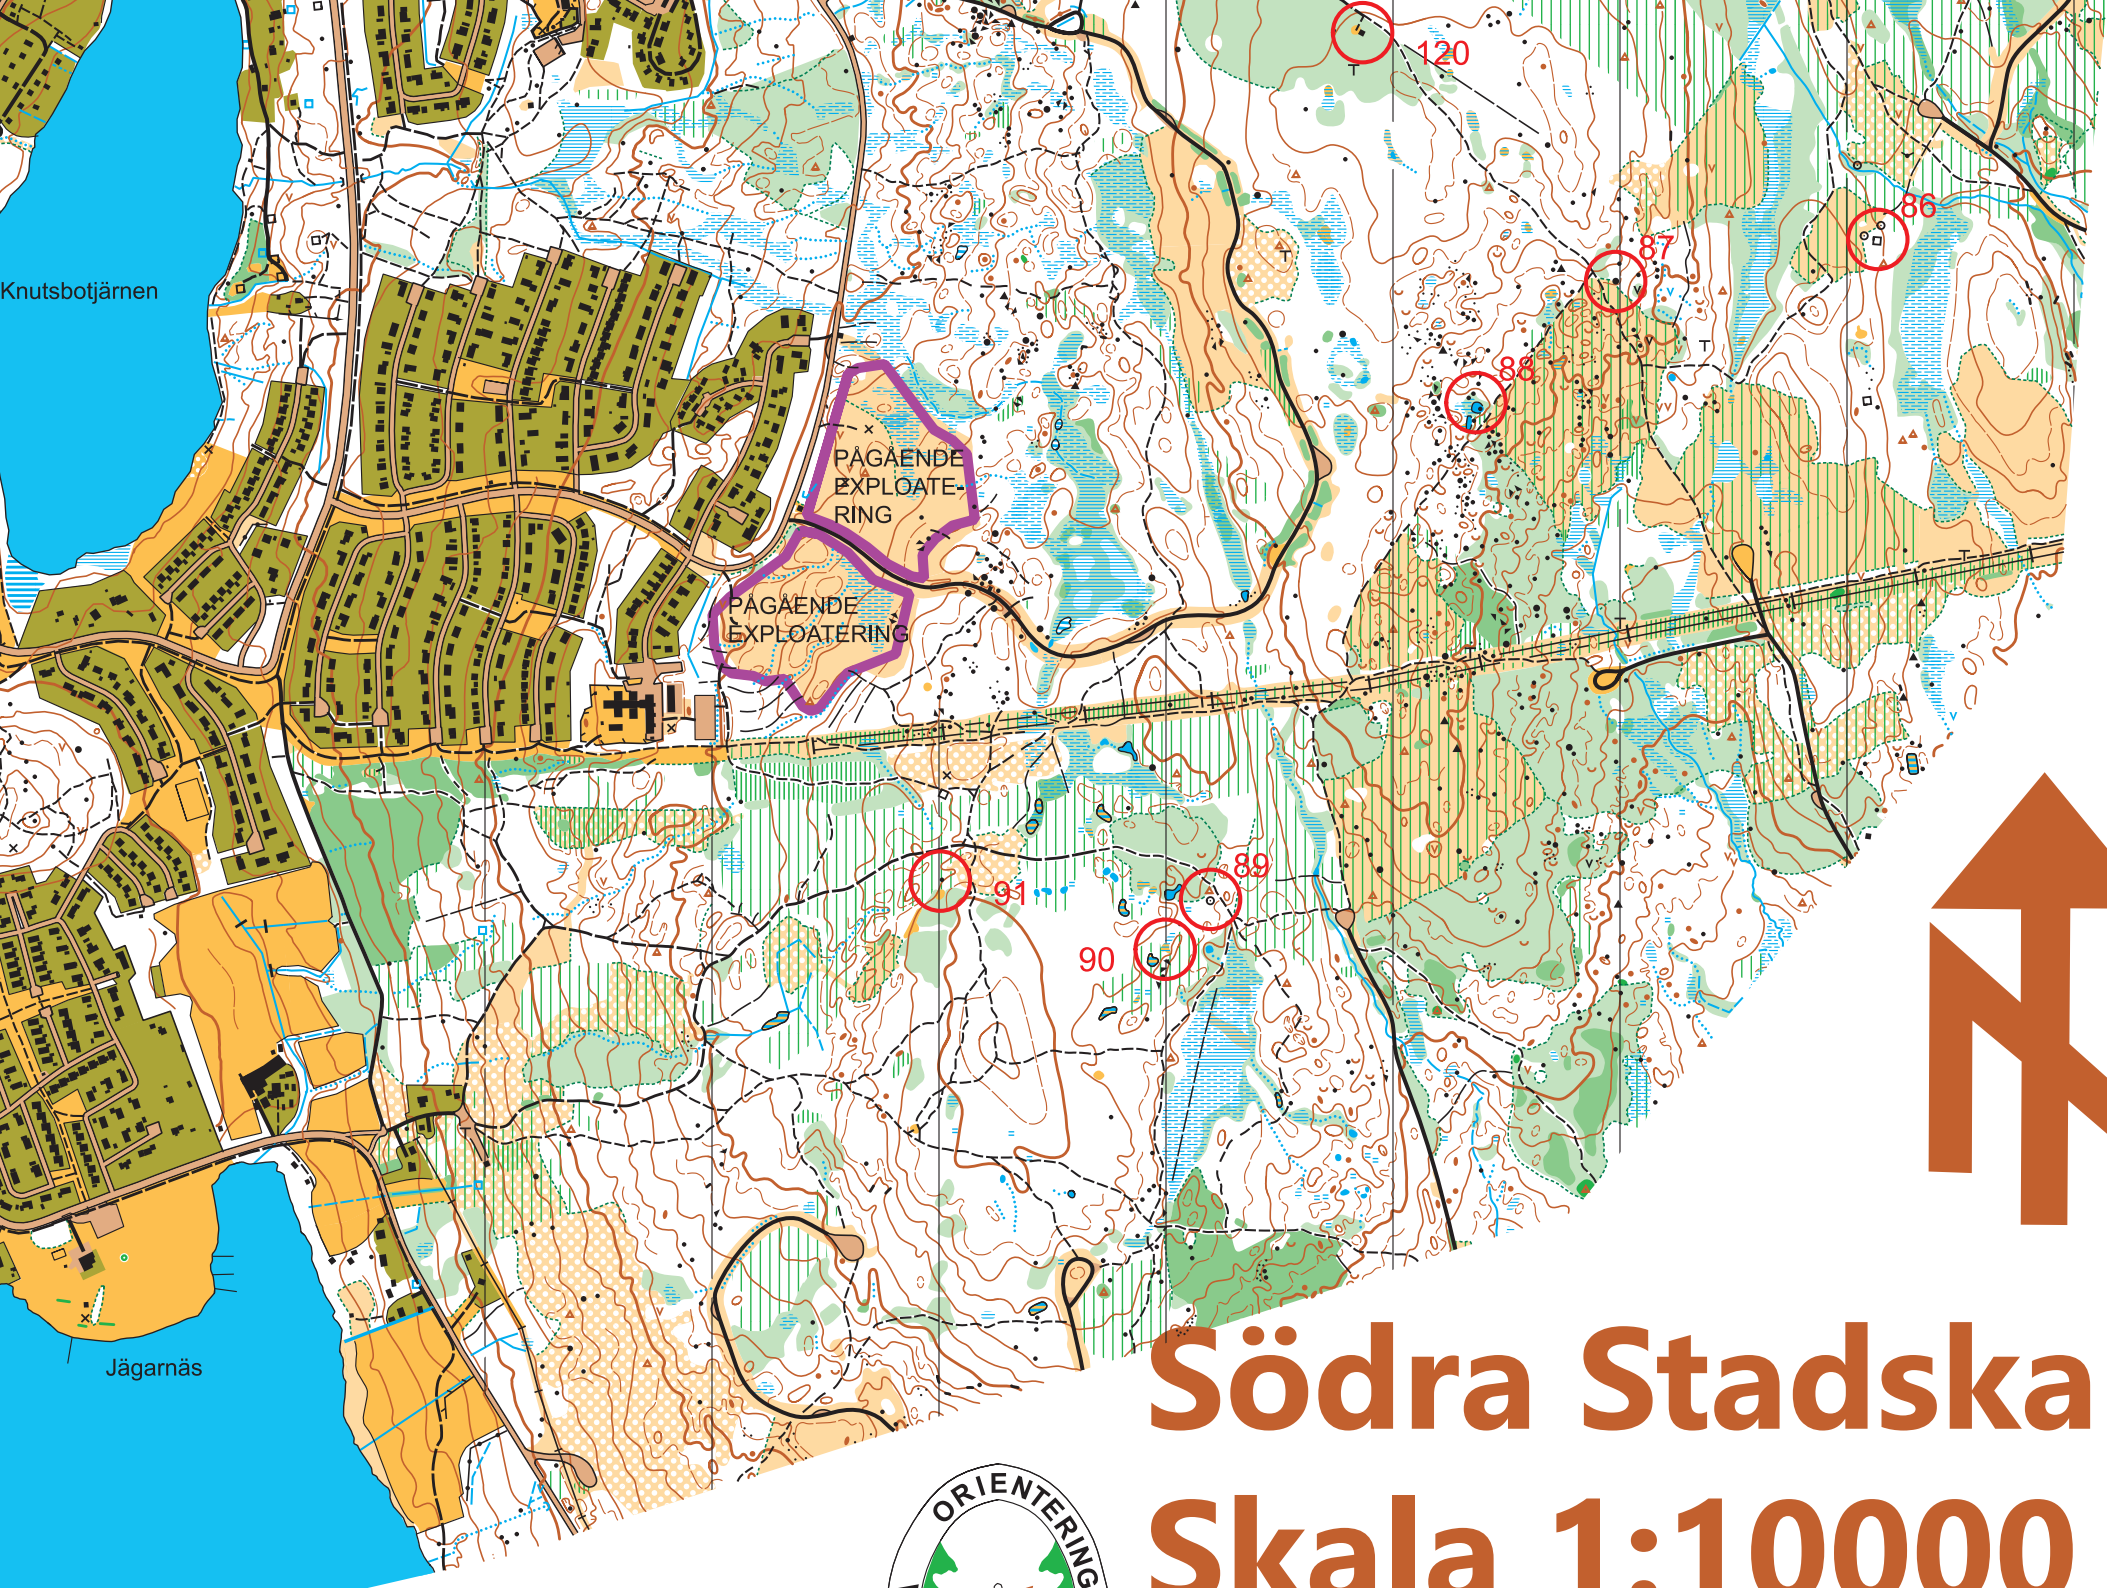 120
86
87
Knutsbotjärnen
88
PÅGÅENDE
EXPLOATE-
RING
PÅGÅENDE
EXPLOATERING
89
91
90
Jägarnäs
Södra Stadska
ORIENTERING
Skala 1:10000